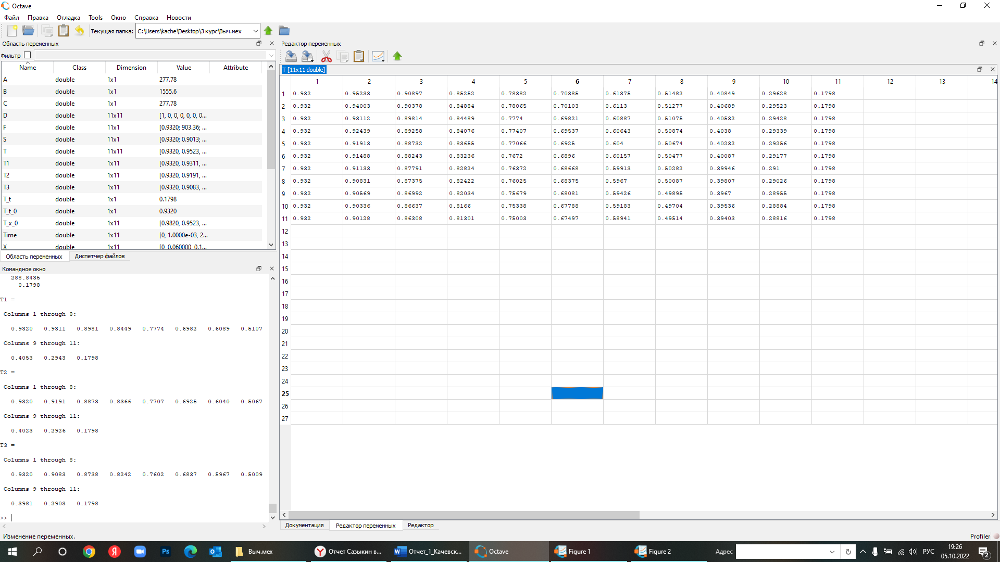 Octave
Файл Правка Отладка Tools Окно Справка Новости
Текущая папка: C:\Users\kache\Desktop\3 курс\Выч.мех
Область переменных
Фильтр
Name Class Dimension Value Attribute
A double 1x1 277.78
B double 1x1 1555.6
C double 1x1 277.78
D double 11x11 [1, 0, 0, 0, 0, 0, 0...
F double 11x1 [0.9320; 903.36; ...
S double 11x1 [0.9320; 0.9013; ...
T double 11x11 [0.9320, 0.9523, ...
T1 double 1x11 [0.9320, 0.9311, ...
T2 double 1x11 [0.9320, 0.9191, ...
T3 double 1x11 [0.9320, 0.9083, ...
T_t double 1x1 0.1798
T_t_0 double 1x1 0.9320
T_x_0 double 1x11 [0.9820, 0.9523, ...
Time double 1x11 [0, 1.0000e-03, 2...
X double 1x11 [0, 0.060000, 0.1...
Область переменных Диспетчер файлов
Командное окно
288.8435
0.1798
T1 =
Columns 1 through 8:
0.9320 0.9311 0.8981 0.8449 0.7774 0.6982 0.6089 0.5107
Columns 9 through 11:
0.4053 0.2943 0.1798
T2 =
Columns 1 through 8:
0.9320 0.9191 0.8873 0.8366 0.7707 0.6925 0.6040 0.5067
Columns 9 through 11:
0.4023 0.2926 0.1798
T3 =
Columns 1 through 8:
0.9320 0.9083 0.8738 0.8242 0.7602 0.6837 0.5967 0.5009
Columns 9 through 11:
0.3981 0.2903 0.1798
>>
Редактор переменных
T [11x11 double]
1 2 3 4 5 6 7 8 9 10 11 12 13 14
1 0.932 0.95233 0.90897 0.85252 0.78382 0.70385 0.61375 0.51482 0.40849 0.29628 0.1798
2 0.932 0.94003 0.90378 0.84884 0.78065 0.70103 0.6113 0.51277 0.40689 0.29523 0.1798
3 0.932 0.93112 0.89814 0.84489 0.7774 0.69821 0.60887 0.51075 0.40532 0.29428 0.1798
4 0.932 0.92439 0.89258 0.84076 0.77407 0.69537 0.60643 0.50874 0.4038 0.29339 0.1798
5 0.932 0.91913 0.88732 0.83655 0.77066 0.6925 0.604 0.50674 0.40232 0.29256 0.1798
6 0.932 0.91488 0.88243 0.83236 0.7672 0.6896 0.60157 0.50477 0.40087 0.29177 0.1798
7 0.932 0.91133 0.87791 0.82824 0.76372 0.68668 0.59913 0.50282 0.39946 0.291 0.1798
8 0.932 0.90831 0.87375 0.82422 0.76025 0.68375 0.5967 0.50087 0.39807 0.29026 0.1798
9 0.932 0.90569 0.86992 0.82034 0.75679 0.68081 0.59426 0.49895 0.3967 0.28955 0.1798
10 0.932 0.90336 0.86637 0.8166 0.75338 0.67788 0.59183 0.49704 0.39536 0.28884 0.1798
11 0.932 0.90128 0.86308 0.81301 0.75003 0.67497 0.58941 0.49514 0.39403 0.28816 0.1798
12
13
14
15
16
17
18
19
20
21
22
23
24
25
26
27
Документация Редактор переменных Редактор
Изменение переменных. Profiler
Выч.мех Отчет Сазыкин в... Отчет_1_Качевск... Octave Figure 1 Figure 2 Адрес РУС 19:26
05.10.2022 2